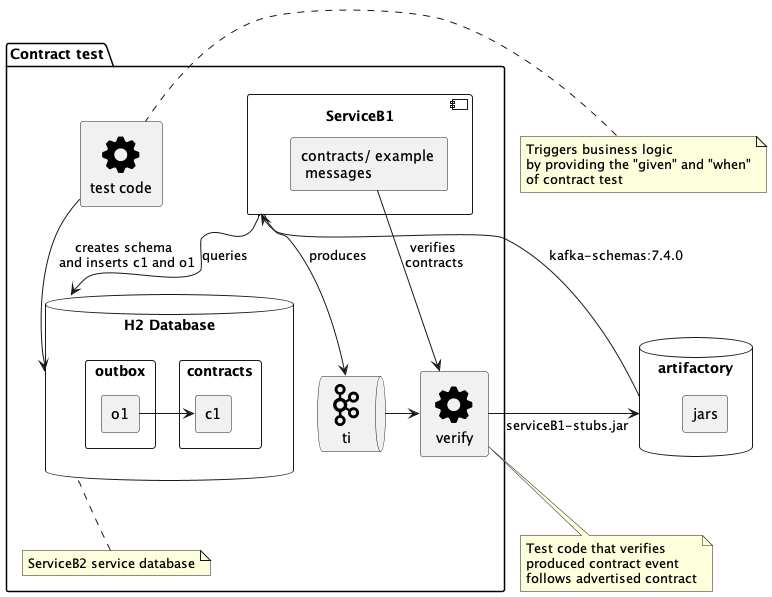 Contract test
test code
ServiceB1
contracts/ example
messages
Triggers business logic
by providing the "given" and "when"
of contract test
creates schema
and inserts c1 and o1
queries
produces
verifies
contracts
kafka-schemas:7.4.0
H2 Database
outbox
o1
contracts
c1
ti
verify
serviceB1-stubs.jar
artifactory
jars
ServiceB2 service database
Test code that verifies
produced contract event
follows advertised contract